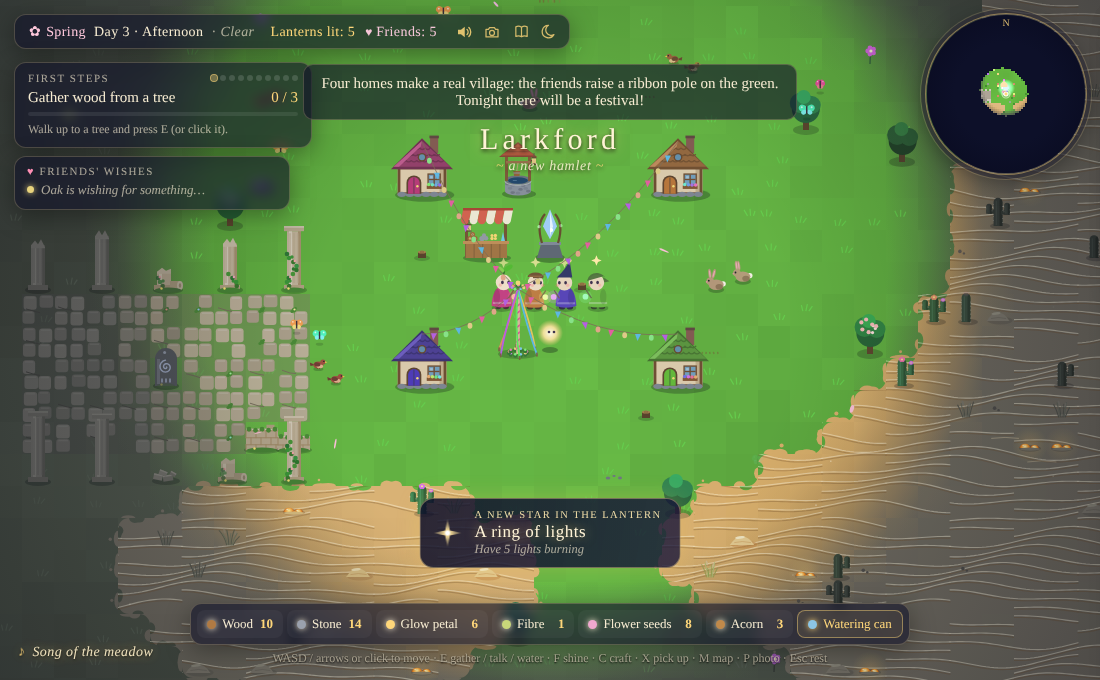 Spring Day 3 · Afternoon · Clear Lanterns lit: 5 ♥ Friends: 5
N
FIRST STEPS
Gather wood from a tree 0 / 3
Walk up to a tree and press E (or click it).
Four homes make a real village: the friends raise a ribbon pole on the green.
Tonight there will be a festival!
Larkford
~ a new hamlet ~
♥ FRIENDS' WISHES
Oak is wishing for something…
A NEW STAR IN THE LANTERN
A ring of lights
Have 5 lights burning
Wood 10 Stone 14 Glow petal 6 Fibre 1 Flower seeds 8 Acorn 3 Watering can
♪ Song of the meadow
WASD / arrows or click to move · E gather / talk / water · F shine · C craft · X pick up · M map · P photo · Esc rest